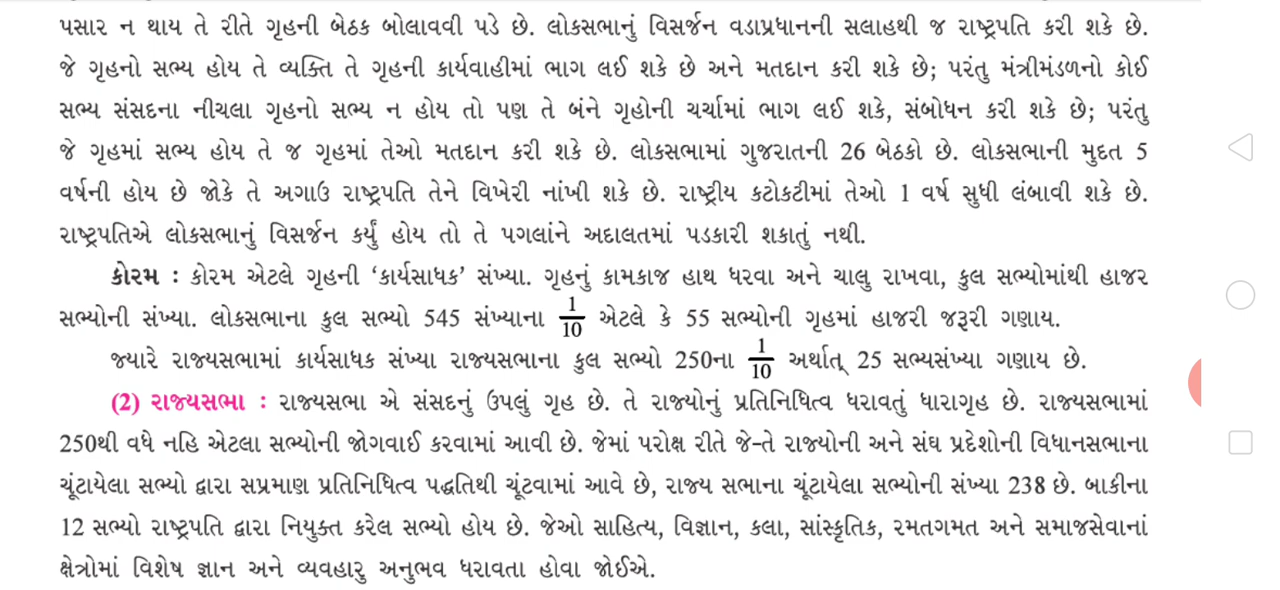 પસાર ન થાય તે રીતે ગૃહની બેઠક બોલાવવી પડે છે. લોકસભાનું વિસર્જન વડાપ્રધાનની સલાહથી જ રાષ્ટ્રપતિ કરી શકે છે.
જે ગૃહનો સભ્ય હોય તે વ્યક્તિ તે ગૃહની કાર્યવાહીમાં ભાગ લઈ શકે છે અને મતદાન કરી શકે છે; પરંતુ મંત્રીમંડળનો કોઈ
સભ્ય સંસદના નીચલા ગૃહનો સભ્ય ન હોય તો પણ તે બંને ગૃહોની ચર્ચામાં ભાગ લઈ શકે, સંબોધન કરી શકે છે; પરંતુ
જે ગૃહમાં સભ્ય હોય તે જ ગૃહમાં તેઓ મતદાન કરી શકે છે. લોકસભામાં ગુજરાતની 26 બેઠકો છે. લોકસભાની મુદત 5
વર્ષની હોય છે જોકે તે અગાઉ રાષ્ટ્રપતિ તેને વિખેરી નાંખી શકે છે. રાષ્ટ્રીય કટોકટીમાં તેઓ 1 વર્ષ સુધી લંબાવી શકે છે.
રાષ્ટ્રપતિએ લોકસભાનું વિસર્જન કર્યું હોય તો તે પગલાંને અદાલતમાં પડકારી શકાતું નથી.
કોરમ : કોરમ એટલે ગૃહની ‘કાર્યસાધક’ સંખ્યા. ગૃહનું કામકાજ હાથ ધરવા અને ચાલુ રાખવા, કુલ સભ્યોમાંથી હાજર
સભ્યોની સંખ્યા. લોકસભાના કુલ સભ્યો 545 સંખ્યાના 1/10 એટલે કે 55 સભ્યોની ગૃહમાં હાજરી જરૂરી ગણાય.
જ્યારે રાજ્યસભામાં કાર્યસાધક સંખ્યા રાજ્યસભાના કુલ સભ્યો 250ના 1/10 અર્થાત્ 25 સભ્યસંખ્યા ગણાય છે.
(2) રાજ્યસભા : રાજ્યસભા એ સંસદનું ઉપલું ગૃહ છે. તે રાજ્યોનું પ્રતિનિધિત્વ ધરાવતું ધારાગૃહ છે. રાજ્યસભામાં
250થી વધે નહિ એટલા સભ્યોની જોગવાઈ કરવામાં આવી છે. જેમાં પરોક્ષ રીતે જે-તે રાજ્યોની અને સંઘ પ્રદેશોની વિધાનસભાના
ચૂંટાયેલા સભ્યો દ્વારા સપ્રમાણ પ્રતિનિધિત્વ પદ્ધતિથી ચૂંટવામાં આવે છે, રાજ્ય સભાના ચૂંટાયેલા સભ્યોની સંખ્યા 238 છે. બાકીના
12 સભ્યો રાષ્ટ્રપતિ દ્વારા નિયુક્ત કરેલ સભ્યો હોય છે. જેઓ સાહિત્ય, વિજ્ઞાન, કલા, સાંસ્કૃતિક, રમતગમત અને સમાજસેવાનાં
ક્ષેત્રોમાં વિશેષ જ્ઞાન અને વ્યવહારુ અનુભવ ધરાવતા હોવા જોઈએ.